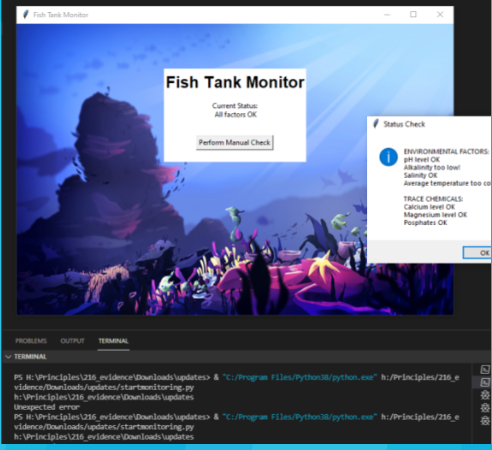 Fish Tank Monitor
Fish Tank Monitor
Current Status:
All factors OK
Perform Manual Check
Status Check
ENVIRONMENTAL FACTORS:
pH level OK
Alkalinity too low!
Salinity OK
Average temperature too co
TRACE CHEMICALS:
Calcium level OK
Magnesium level OK
Posphates OK
OK
PROBLEMS OUTPUT TERMINAL
TERMINAL
PS H:\Principles\216_evidence\Downloads\updates> & "C:/Program Files/Python38/python.exe" h:/Principles/216_e
vidence/Downloads/updates/startmonitoring.py
h:\Principles\216_evidence\Downloads\updates
Unexpected error
PS H:\Principles\216_evidence\Downloads\updates> & "C:/Program Files/Python38/python.exe" h:/Principles/216_e
vidence/Downloads/updates/startmonitoring.py
h:\Principles\216_evidence\Downloads\updates